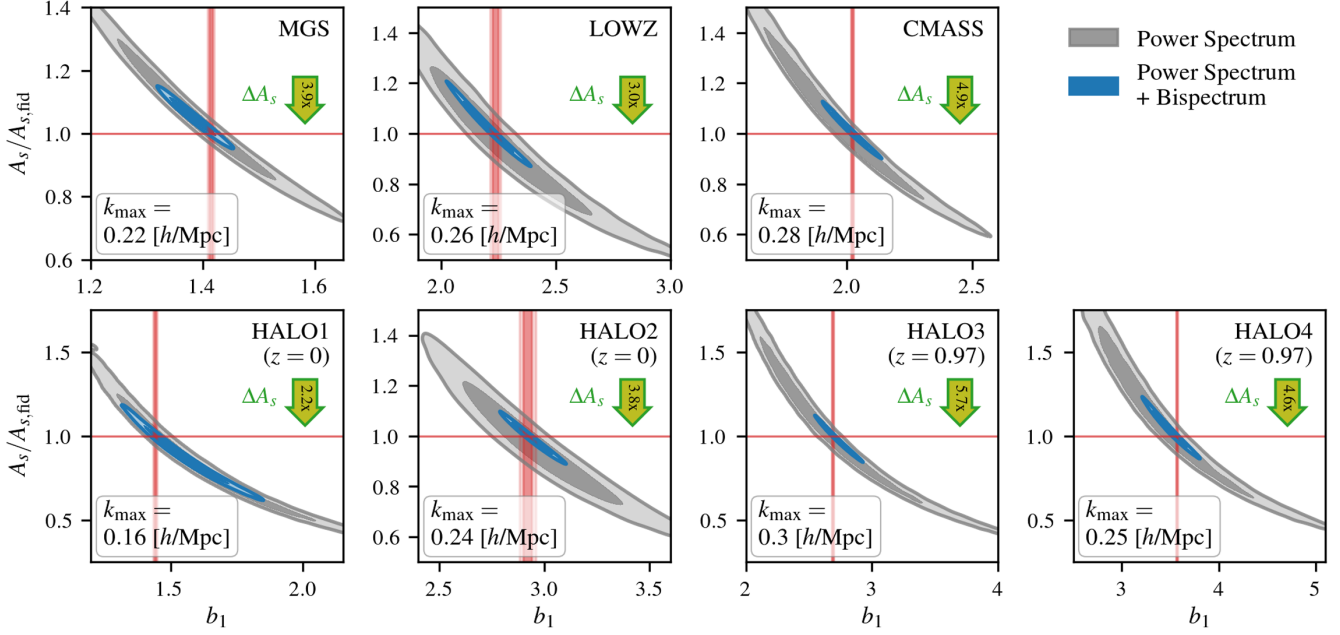 MGS
LOWZ
CMASS
Power Spectrum
Power Spectrum
+ Bispectrum
A_s/A_s,fid
1.4
1.2
1.0
0.8
0.6
ΔA_s
3.9x
k_max =
0.22 [h/Mpc]
1.2
1.4
1.6
1.4
1.2
1.0
0.8
0.6
ΔA_s
3.0x
k_max =
0.26 [h/Mpc]
2.0
2.5
3.0
1.4
1.2
1.0
0.8
0.6
ΔA_s
4.9x
k_max =
0.28 [h/Mpc]
2.0
2.5
HALO1
(z = 0)
A_s/A_s,fid
1.5
1.0
0.5
ΔA_s
2.2x
k_max =
0.16 [h/Mpc]
1.5
2.0
b_1
HALO2
(z = 0)
1.4
1.2
1.0
0.8
0.6
ΔA_s
3.8x
k_max =
0.24 [h/Mpc]
2.5
3.0
3.5
b_1
HALO3
(z = 0.97)
1.5
1.0
0.5
ΔA_s
5.7x
k_max =
0.3 [h/Mpc]
2
3
4
b_1
HALO4
(z = 0.97)
1.5
1.0
0.5
ΔA_s
4.6x
k_max =
0.25 [h/Mpc]
3
4
5
b_1